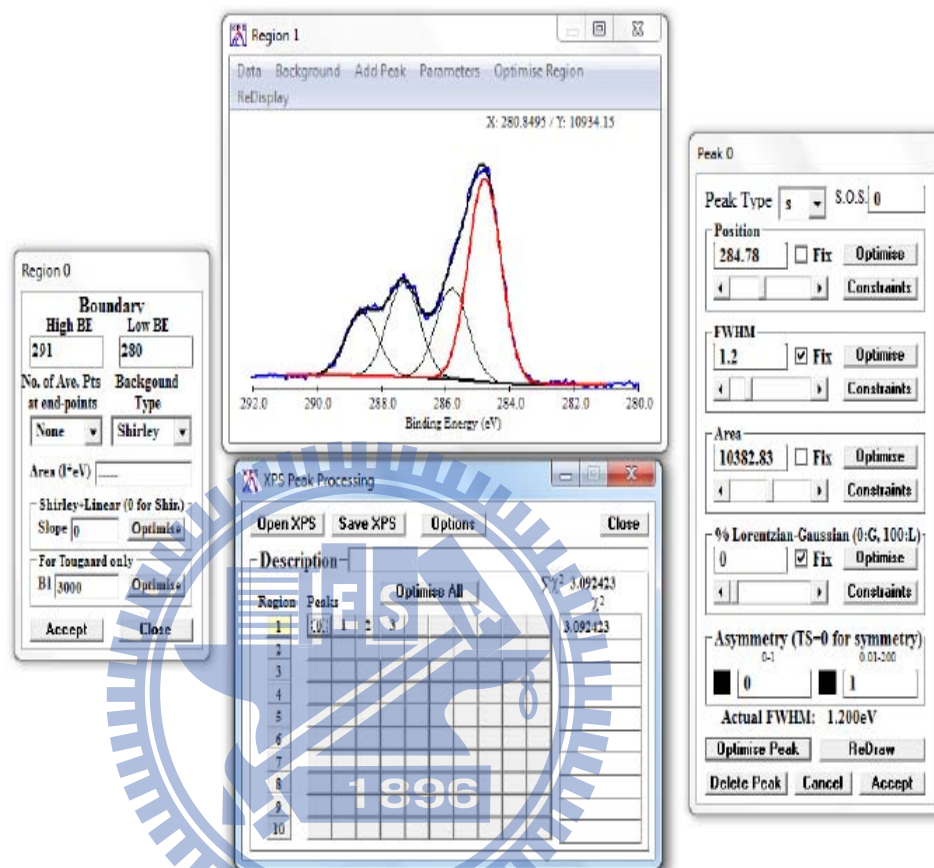 Region 1
Data Background Add Peak Parameters Optimise Region
ReDisplay
X: 280.8495 / Y: 10934.15
292.0 290.0 288.0 286.0 284.0 282.0 280.0
Binding Energy (eV)
Region 0
Boundary
High BE Low BE
291 280
No. of Ave. Pts Backgound
at end-points Type
None Shirley
Area (I*eV) -----
Shirley+Linear (0 for Shir.)
Slope 0 Optimise
For Tougaard only
B1 3000 Optimise
Accept Close
XPS Peak Processing
Open XPS Save XPS Options Close
Description
Optimise All
Σχ² 3.092423
Region Peaks χ²
1 0 1 2 3 3.092423
2
3
4
5
6
7
8
9
10
1896
Peak 0
Peak Type s S.O.S. 0
Position
284.78 Fix Optimise
Constraints
FWHM
1.2 Fix Optimise
Constraints
Area
10382.83 Fix Optimise
Constraints
% Lorentzian-Gaussian (0:G, 100:L)
0 Fix Optimise
Constraints
Asymmetry (TS=0 for symmetry)
0-1 0.01-200
0 1
Actual FWHM: 1.200eV
Optimise Peak ReDraw
Delete Peak Cancel Accept